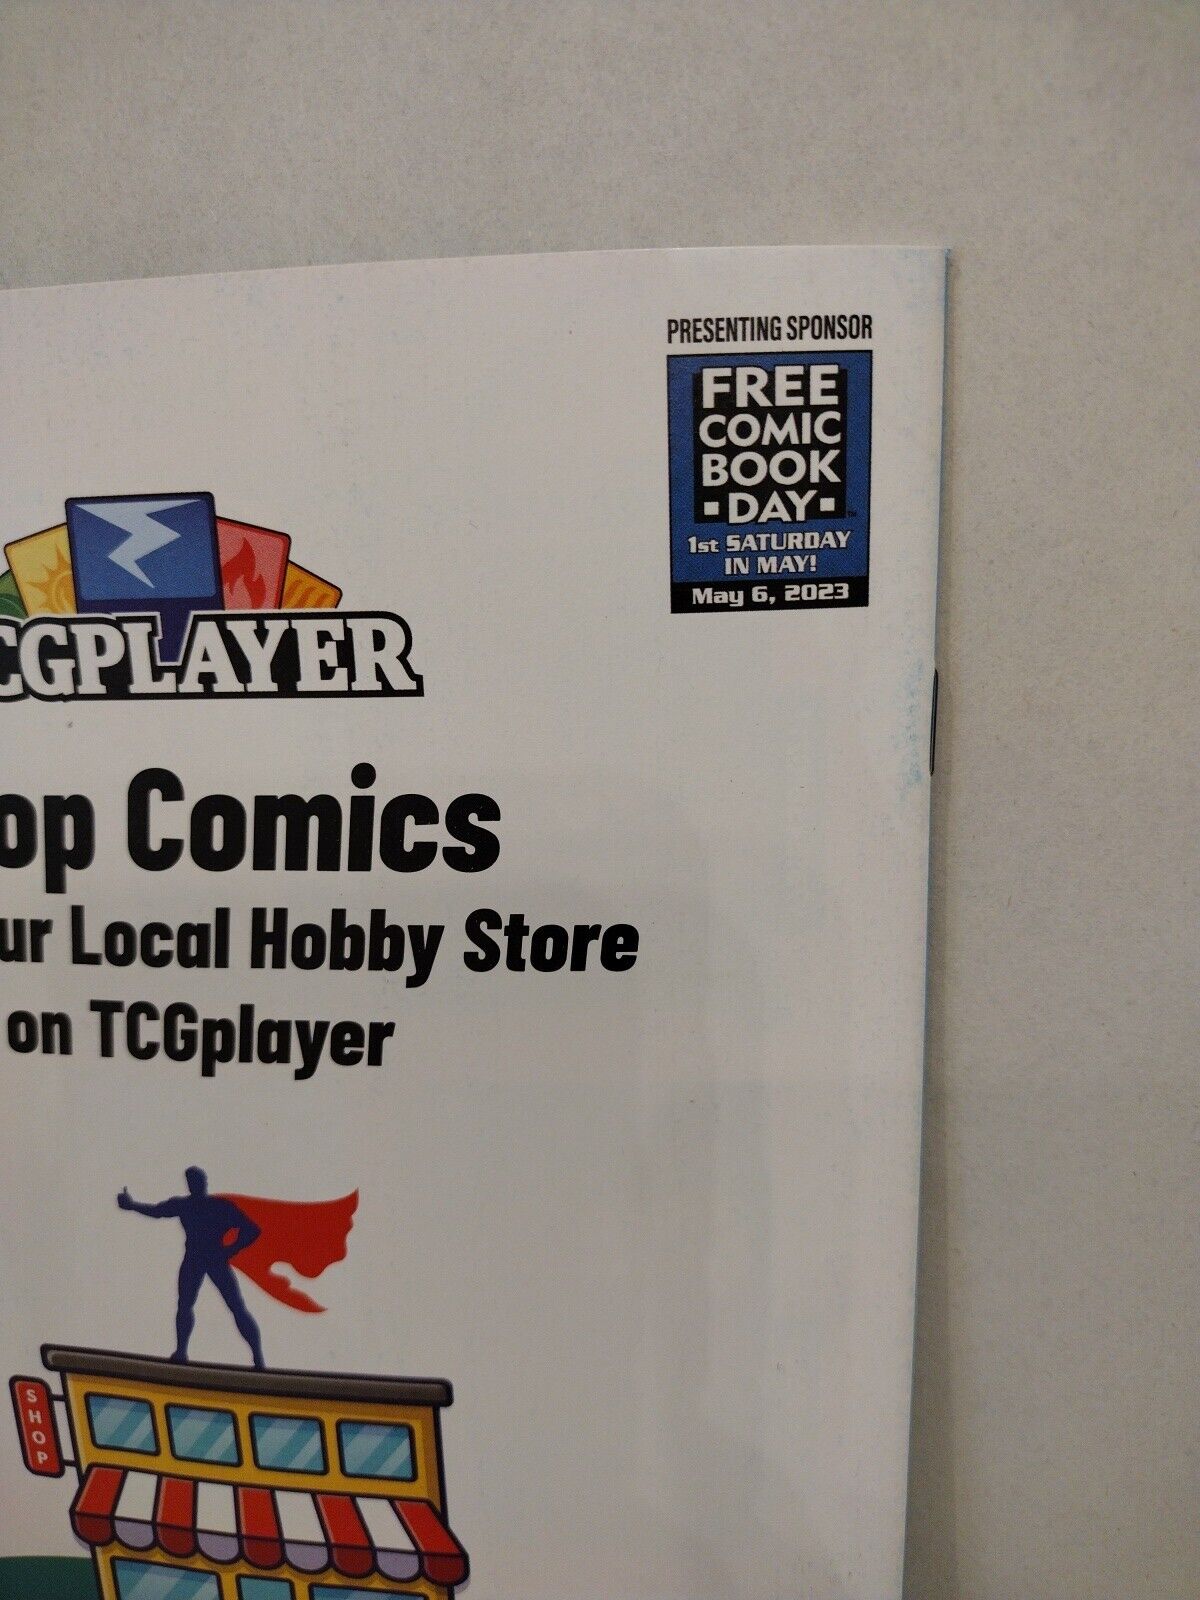 PRESENTING SPONSOR
FREE
COMIC
BOOK
DAY
1st SATURDAY
IN MAY!
May 6, 2023
CGPLAYER
op Comics
ur Local Hobby Store
on TCGplayer
SHOP